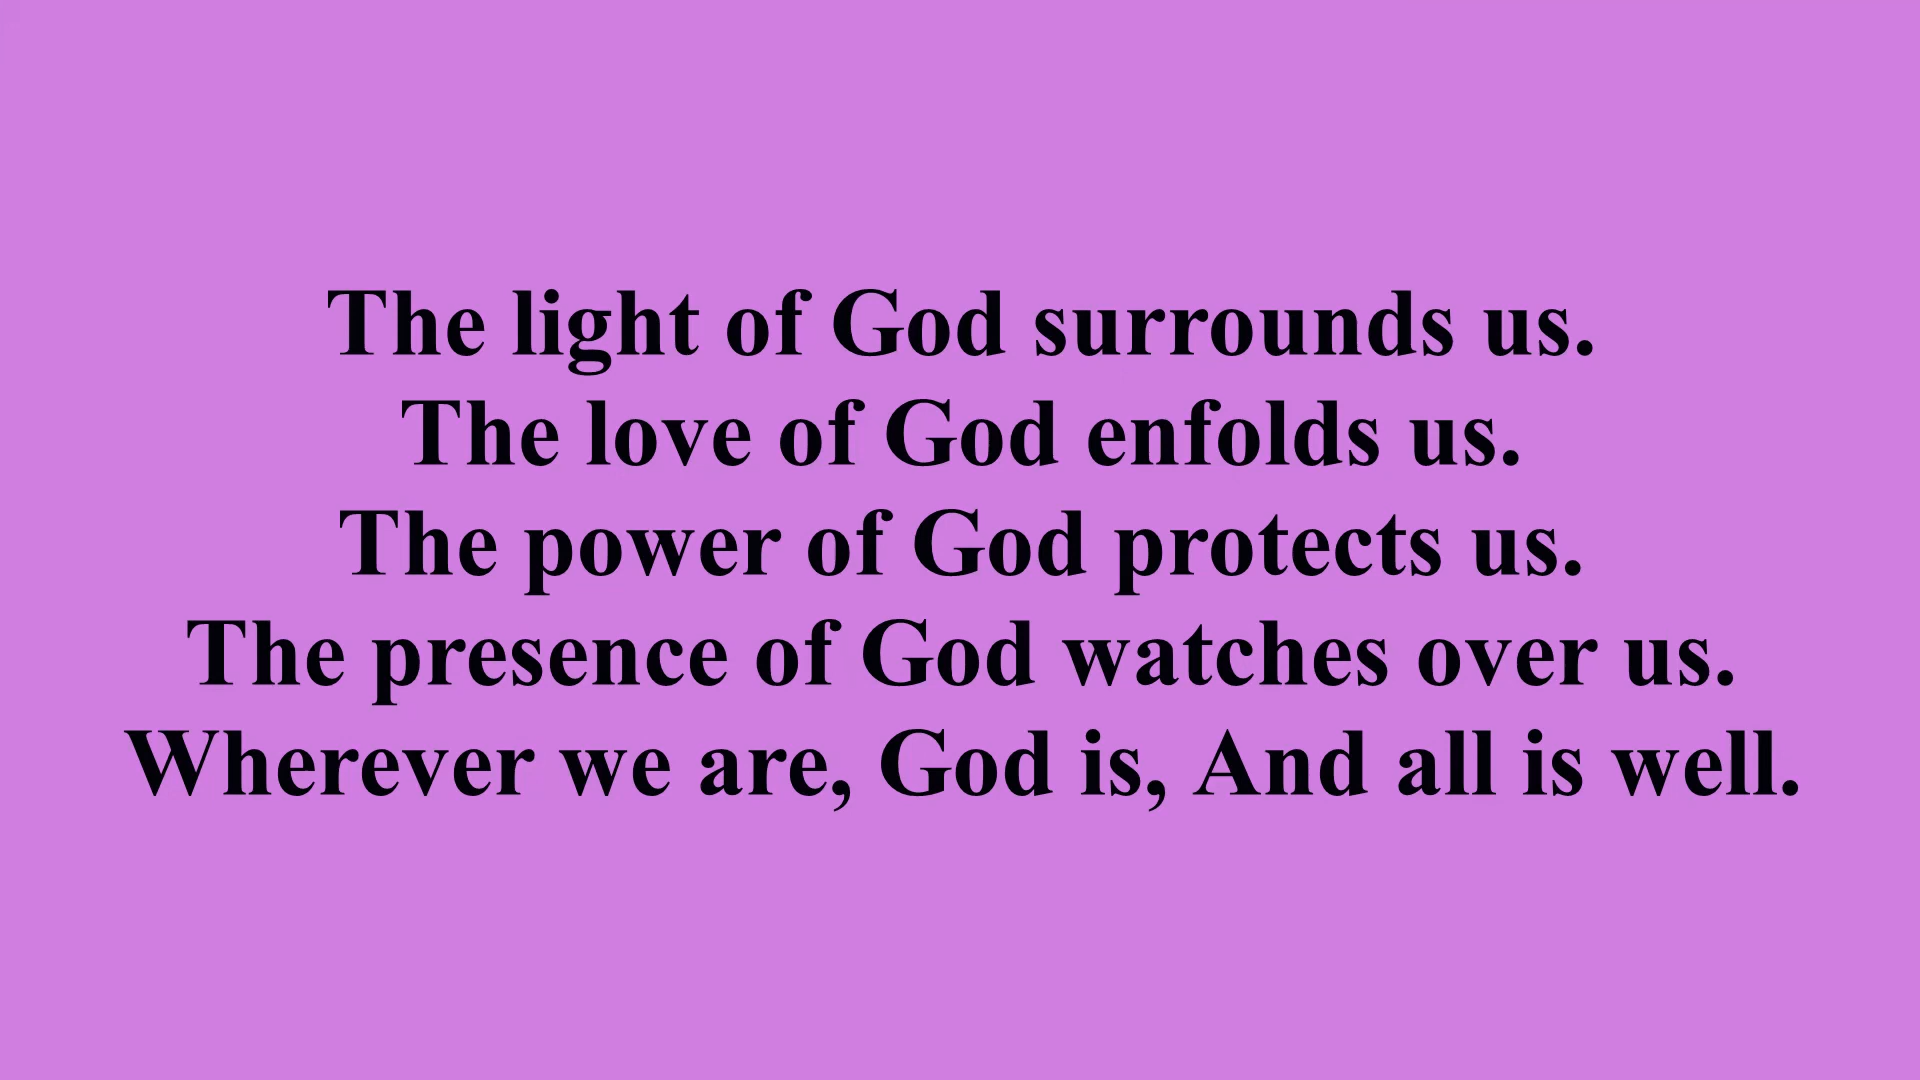 The light of God surrounds us.
The love of God enfolds us.
The power of God protects us.
The presence of God watches over us.
Wherever we are, God is, And all is well.